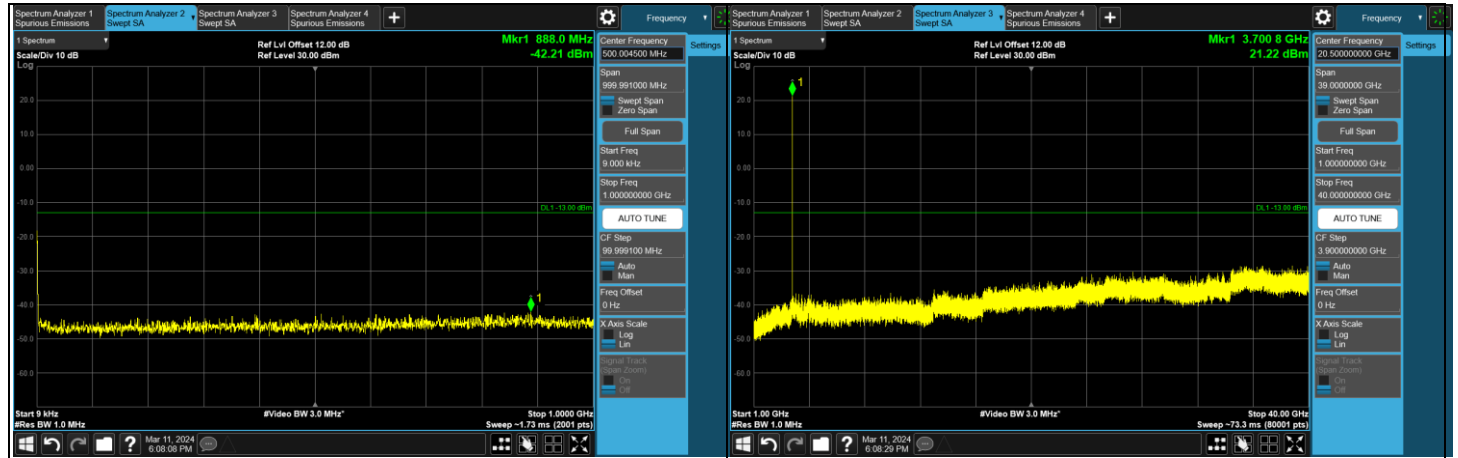 Spectrum Analyzer 1
Spurious Emissions
Spectrum Analyzer 2
Swept SA
Spectrum Analyzer 3
Swept SA
Spectrum Analyzer 4
Spurious Emissions
Frequency
1 Spectrum
Scale/Div 10 dB
Log
Ref Lvl Offset 12.00 dB
Ref Level 30.00 dBm
Mkr1 888.0 MHz
-42.21 dBm
20.0
10.0
0.00
-10.0
-20.0
-30.0
-40.0
-50.0
-60.0
DL1 -13.00 dBm
1
Start 9 kHz
#Res BW 1.0 MHz
#Video BW 3.0 MHz*
Stop 1.0000 GHz
Sweep ~1.73 ms (2001 pts)
Center Frequency
500.004500 MHz
Settings
Span
999.991000 MHz
Swept Span
Zero Span
Full Span
Start Freq
9.000 kHz
Stop Freq
1.000000000 GHz
AUTO TUNE
CF Step
99.999100 MHz
Auto
Man
Freq Offset
0 Hz
X Axis Scale
Log
Lin
Signal Track
(Span Zoom)
On
Off
?
Mar 11, 2024
6:08:08 PM
Spectrum Analyzer 1
Spurious Emissions
Spectrum Analyzer 2
Swept SA
Spectrum Analyzer 3
Swept SA
Spectrum Analyzer 4
Spurious Emissions
Frequency
1 Spectrum
Scale/Div 10 dB
Log
Ref Lvl Offset 12.00 dB
Ref Level 30.00 dBm
Mkr1 3.700 8 GHz
21.22 dBm
20.0
10.0
0.00
-10.0
-20.0
-30.0
-40.0
-50.0
-60.0
DL1 -13.00 dBm
1
Start 1.00 GHz
#Res BW 1.0 MHz
#Video BW 3.0 MHz*
Stop 40.00 GHz
Sweep ~73.3 ms (80001 pts)
Center Frequency
20.500000000 GHz
Settings
Span
39.0000000 GHz
Swept Span
Zero Span
Full Span
Start Freq
1.000000000 GHz
Stop Freq
40.000000000 GHz
AUTO TUNE
CF Step
3.900000000 GHz
Auto
Man
Freq Offset
0 Hz
X Axis Scale
Log
Lin
Signal Track
(Span Zoom)
On
Off
?
Mar 11, 2024
6:08:29 PM